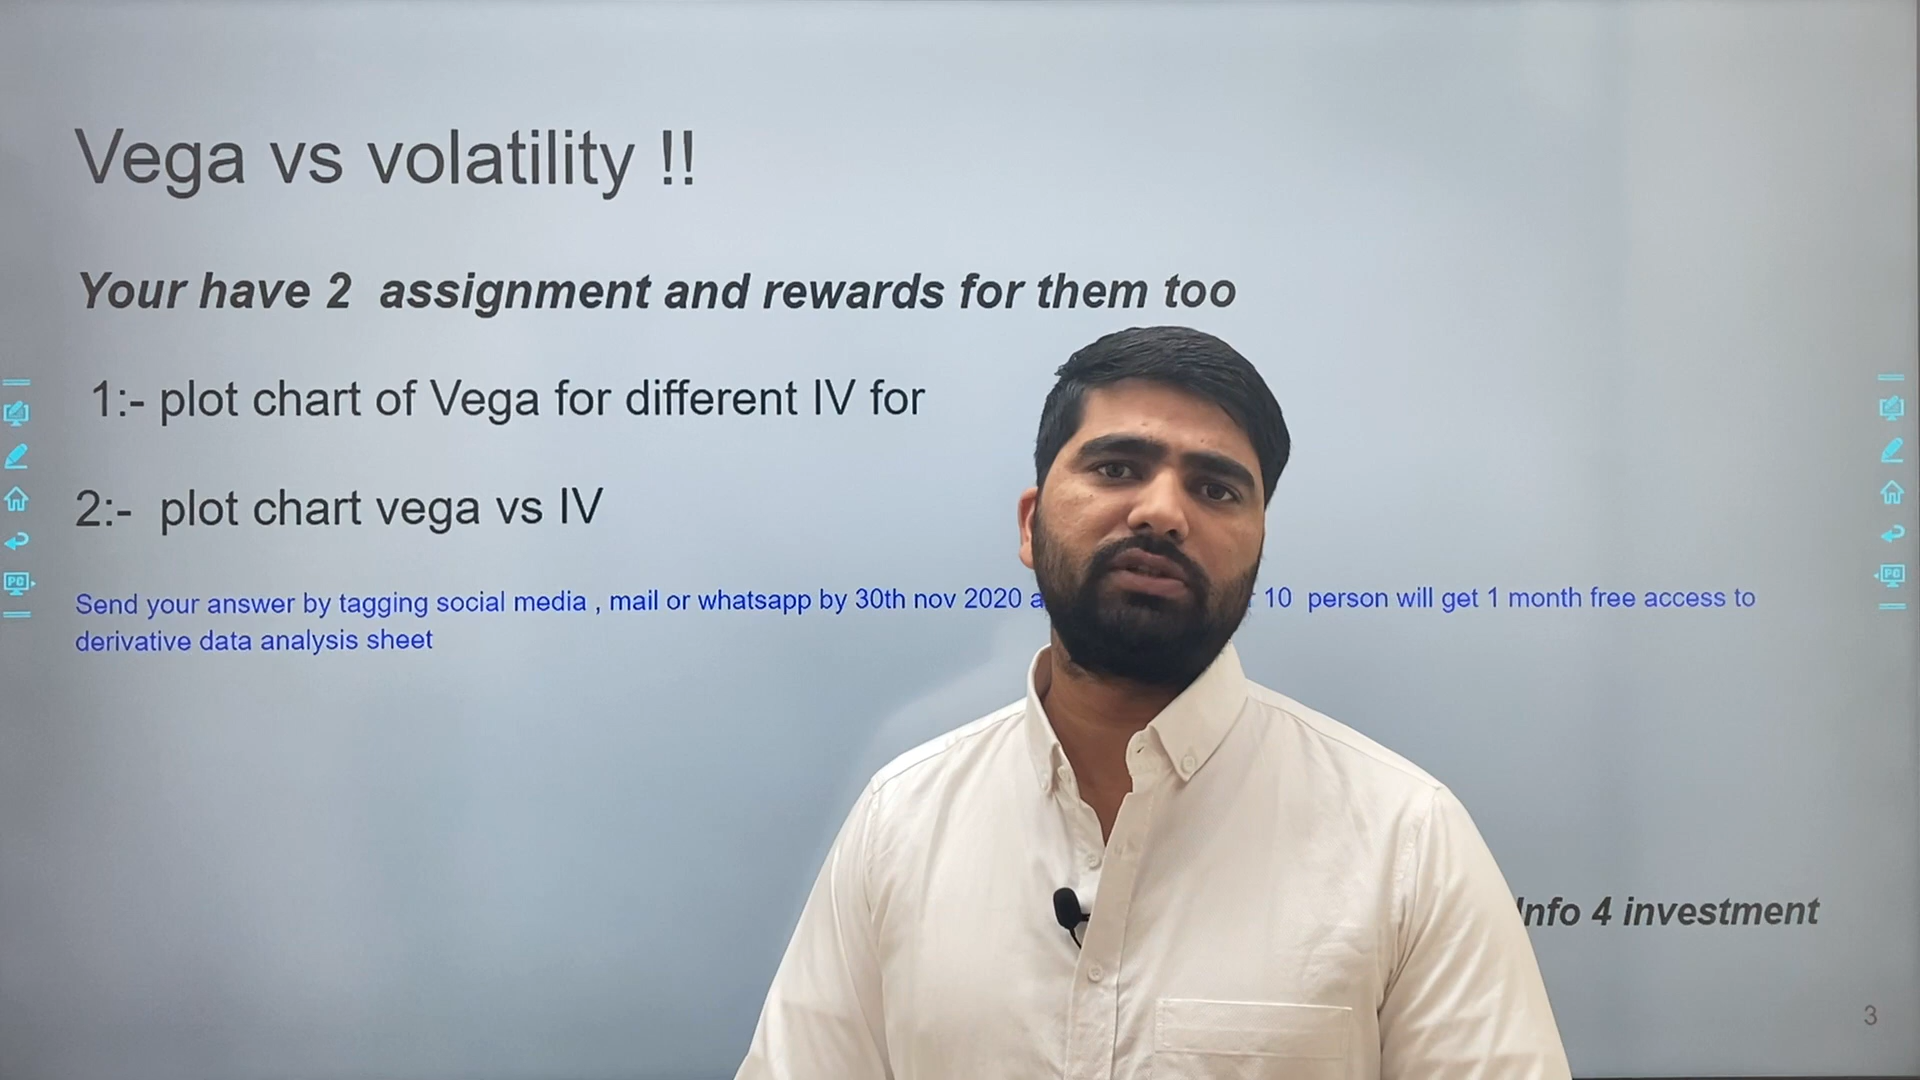 Vega vs volatility !!
Your have 2 assignment and rewards for them too
1:- plot chart of Vega for different IV for
2:- plot chart vega vs IV
Send your answer by tagging social media , mail or whatsapp by 30th nov 2020 10 person will get 1 month free access to
derivative data analysis sheet
Info 4 investment
3
PC
PC